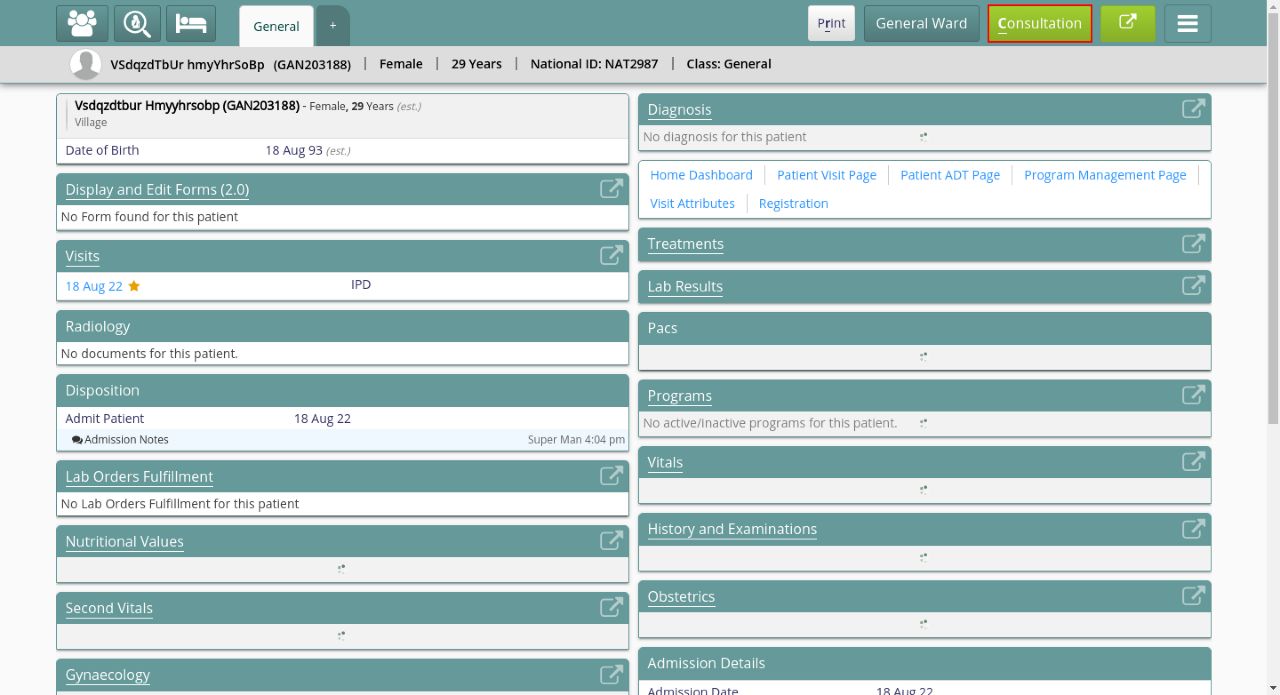 General
+
Print
General Ward
Consultation
VSdqzdTbUr hmyYhrSoBp (GAN203188) | Female | 29 Years | National ID: NAT2987 | Class: General
Vsdqzdtbur Hmyyhrsobp (GAN203188) - Female, 29 Years (est.)
Village
Date of Birth 18 Aug 93 (est.)
Display and Edit Forms (2.0)
No Form found for this patient
Visits
18 Aug 22 IPD
Radiology
No documents for this patient.
Disposition
Admit Patient 18 Aug 22
Admission Notes Super Man 4:04 pm
Lab Orders Fulfillment
No Lab Orders Fulfillment for this patient
Nutritional Values
Second Vitals
Gynaecology
Diagnosis
No diagnosis for this patient
Home Dashboard Patient Visit Page Patient ADT Page Program Management Page
Visit Attributes Registration
Treatments
Lab Results
Pacs
Programs
No active/inactive programs for this patient.
Vitals
History and Examinations
Obstetrics
Admission Details
Admission Date 18 Aug 22